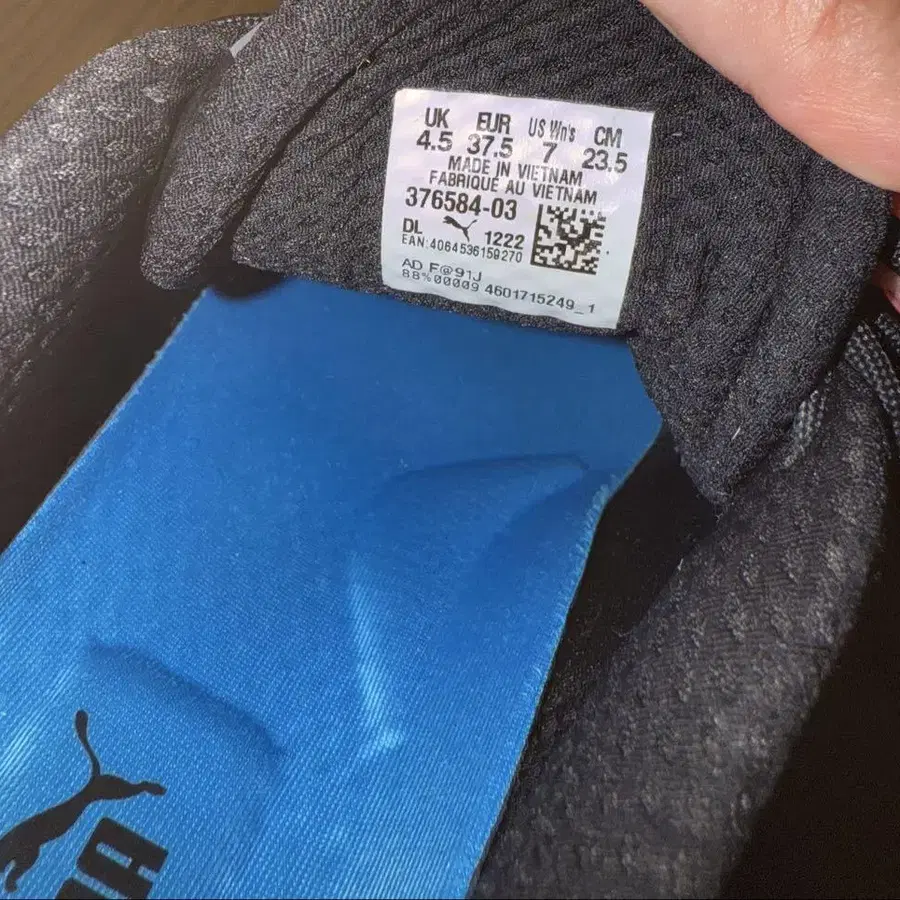 UK EUR US Wn's CM
4.5 37.5 7 23.5
MADE IN VIETNAM
FABRIQUE AU VIETNAM
376584-03
DL 1222
EAN:4064536159270
AD F@91J
88%00009 4601715249_1